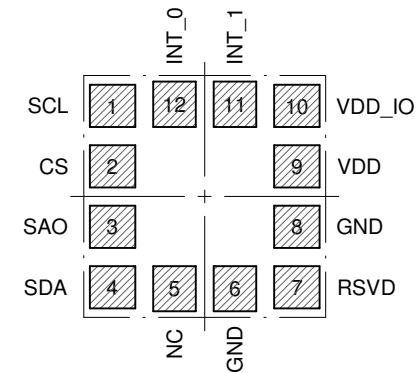 INT_0 INT_1
SCL 1 12 11 10 VDD_IO
CS 2 9 VDD
SAO 3 8 GND
SDA 4 5 6 7 RSVD
NC GND